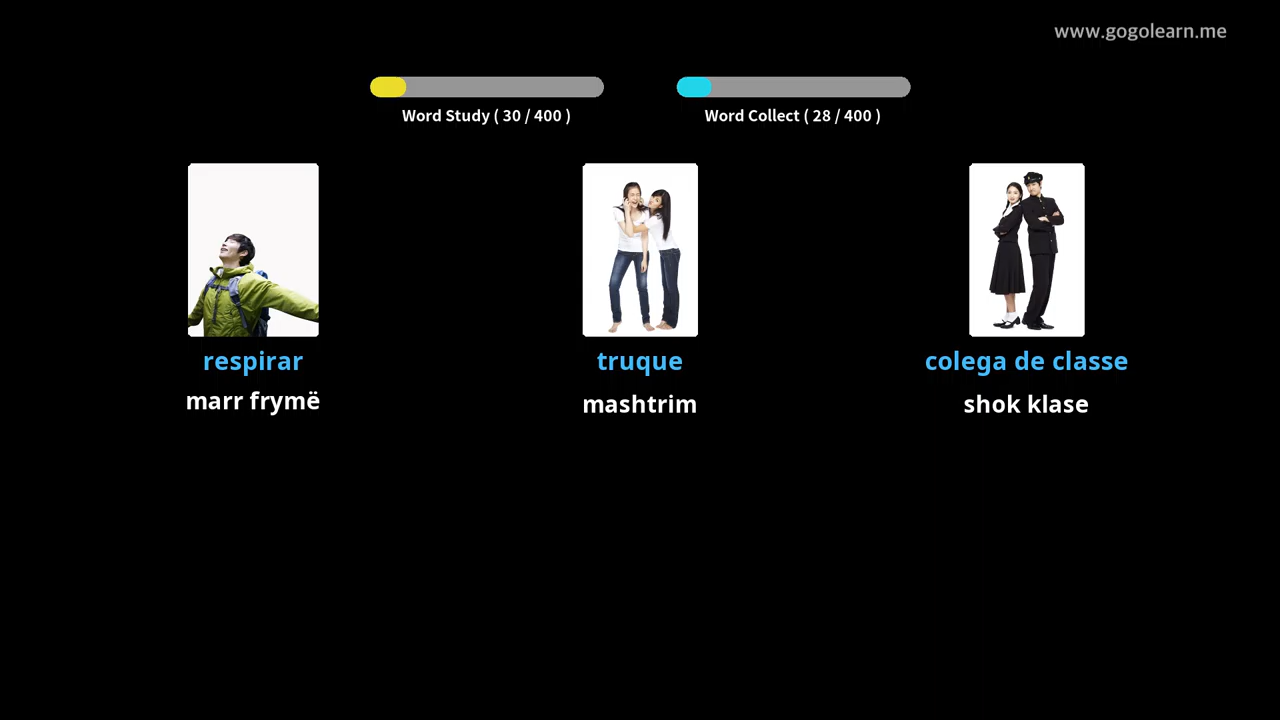 www.gogolearn.me
Word Study ( 30 / 400 )
Word Collect ( 28 / 400 )
respirar
truque
colega de classe
marr frymë
mashtrim
shok klase